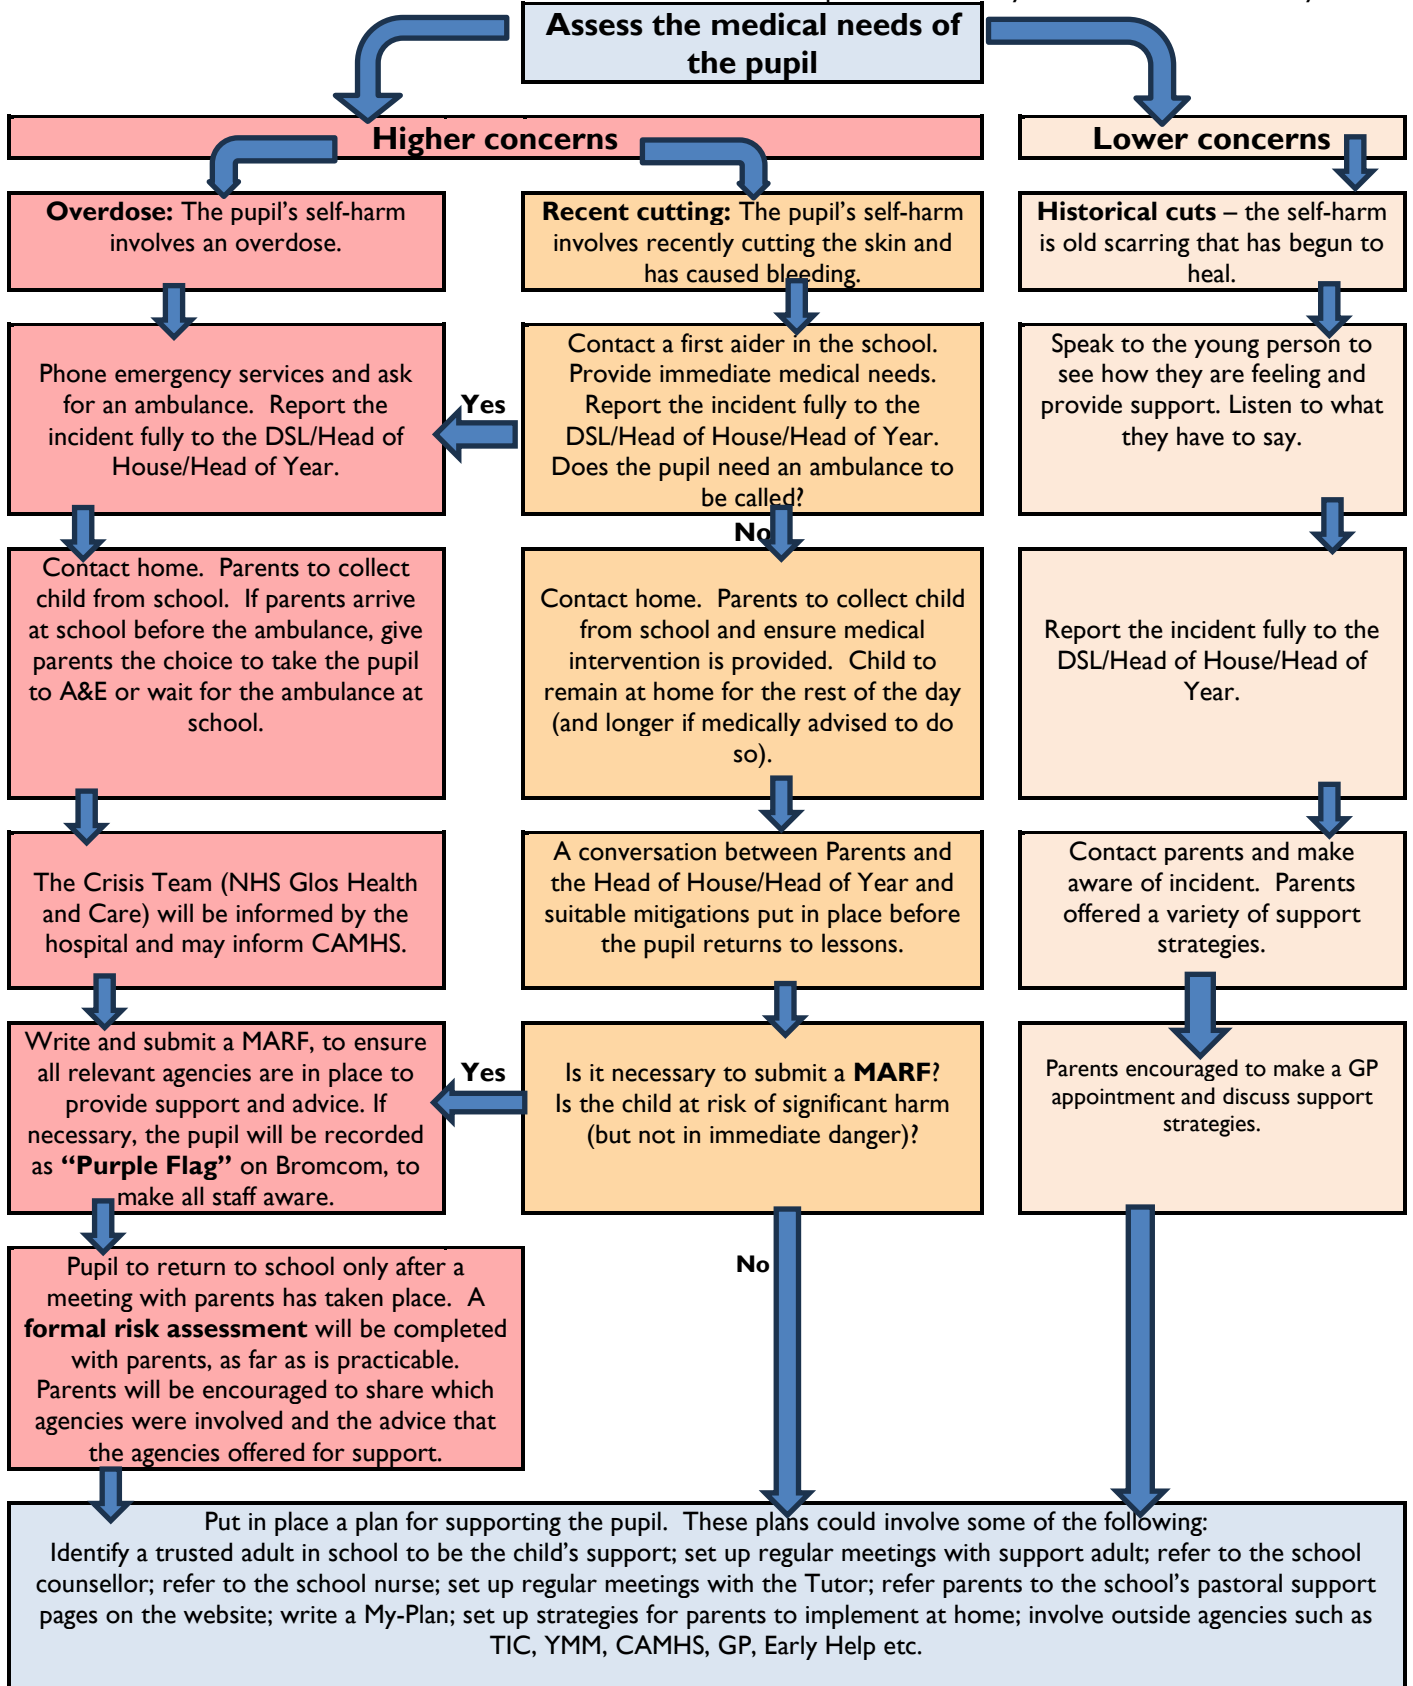 Assess the medical needs of
the pupil
Higher concerns
Lower concerns
Overdose: The pupil's self-harm
involves an overdose.
Recent cutting: The pupil's self-harm
involves recently cutting the skin and
has caused bleeding.
Historical cuts – the self-harm
is old scarring that has begun to
heal.
Phone emergency services and ask
for an ambulance. Report the
incident fully to the DSL/Head of
House/Head of Year.
Yes
Contact a first aider in the school.
Provide immediate medical needs.
Report the incident fully to the
DSL/Head of House/Head of Year.
Does the pupil need an ambulance to
be called?
Speak to the young person to
see how they are feeling and
provide support. Listen to what
they have to say.
No
Contact home. Parents to collect
child from school. If parents arrive
at school before the ambulance, give
parents the choice to take the pupil
to A&E or wait for the ambulance at
school.
Contact home. Parents to collect child
from school and ensure medical
intervention is provided. Child to
remain at home for the rest of the day
(and longer if medically advised to do
so).
Report the incident fully to the
DSL/Head of House/Head of
Year.
The Crisis Team (NHS Glos Health
and Care) will be informed by the
hospital and may inform CAMHS.
A conversation between Parents and
the Head of House/Head of Year and
suitable mitigations put in place before
the pupil returns to lessons.
Contact parents and make
aware of incident. Parents
offered a variety of support
strategies.
Write and submit a MARF, to ensure
all relevant agencies are in place to
provide support and advice. If
necessary, the pupil will be recorded
as “Purple Flag” on Bromcom, to
make all staff aware.
Yes
Is it necessary to submit a MARF?
Is the child at risk of significant harm
(but not in immediate danger)?
Parents encouraged to make a GP
appointment and discuss support
strategies.
No
Pupil to return to school only after a
meeting with parents has taken place. A
formal risk assessment will be completed
with parents, as far as is practicable.
Parents will be encouraged to share which
agencies were involved and the advice that
the agencies offered for support.
Put in place a plan for supporting the pupil. These plans could involve some of the following:
Identify a trusted adult in school to be the child's support; set up regular meetings with support adult; refer to the school
counsellor; refer to the school nurse; set up regular meetings with the Tutor; refer parents to the school's pastoral support
pages on the website; write a My-Plan; set up strategies for parents to implement at home; involve outside agencies such as
TIC, YMM, CAMHS, GP, Early Help etc.